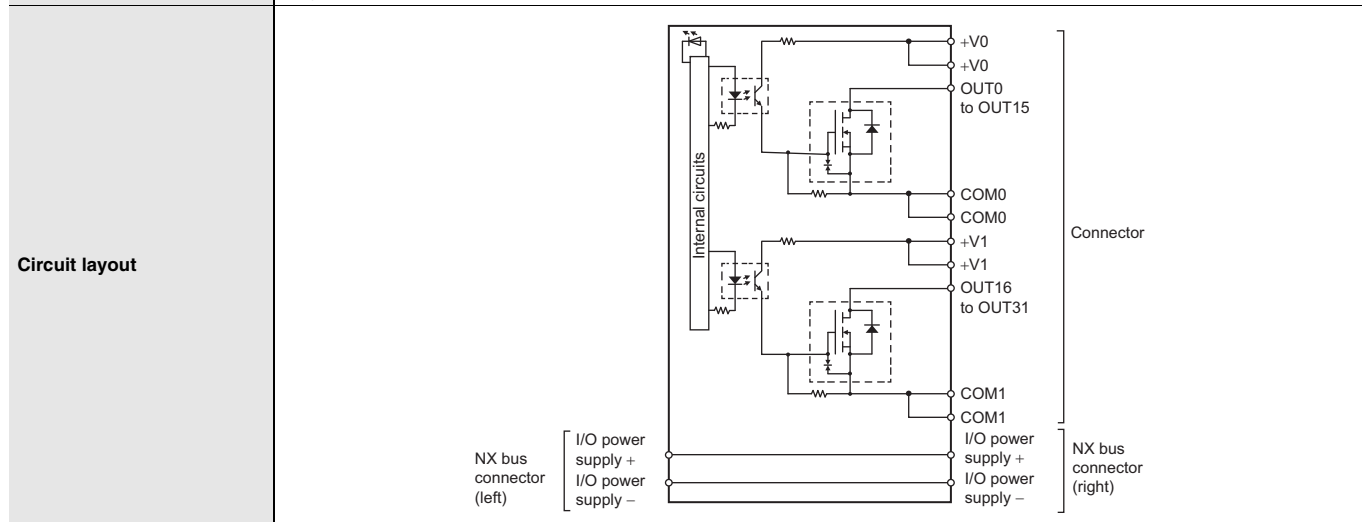 Circuit layout
Internal circuits
+V0
+V0
OUT0
to OUT15
COM0
COM0
+V1
+V1
OUT16
to OUT31
COM1
COM1
Connector
NX bus
connector
(left)
I/O power
supply +
I/O power
supply −
I/O power
supply +
I/O power
supply −
NX bus
connector
(right)